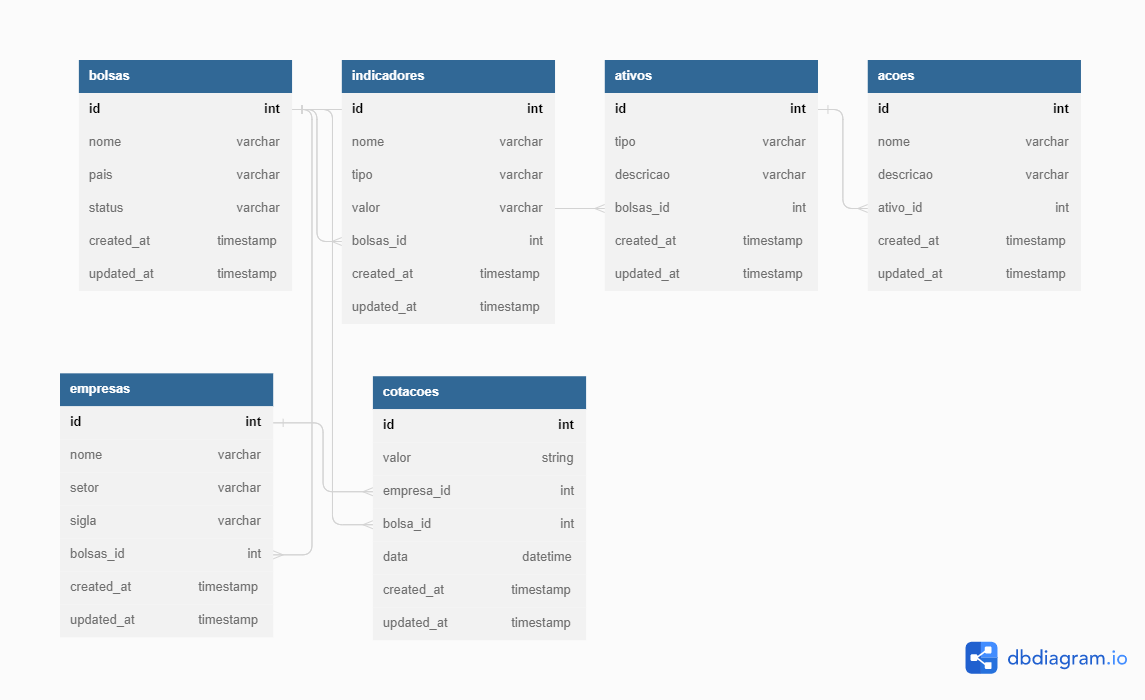 bolsas
id int
nome varchar
pais varchar
status varchar
created_at timestamp
updated_at timestamp
indicadores
id int
nome varchar
tipo varchar
valor varchar
bolsas_id int
created_at timestamp
updated_at timestamp
ativos
id int
tipo varchar
descricao varchar
bolsas_id int
created_at timestamp
updated_at timestamp
acoes
id int
nome varchar
descricao varchar
ativo_id int
created_at timestamp
updated_at timestamp
empresas
id int
nome varchar
setor varchar
sigla varchar
bolsas_id int
created_at timestamp
updated_at timestamp
cotacoes
id int
valor string
empresa_id int
bolsa_id int
data datetime
created_at timestamp
updated_at timestamp
dbdiagram.io